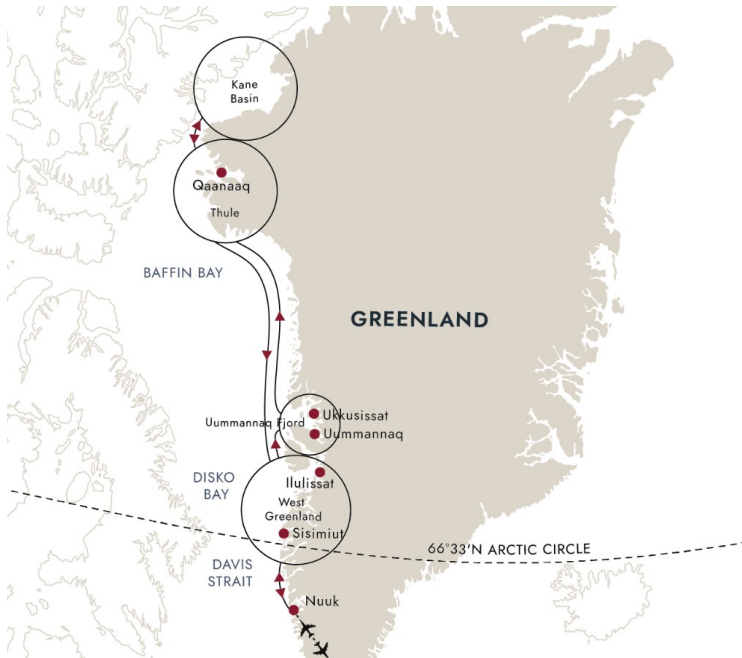 Kane
Basin
Qaanaaq
Thule
BAFFIN BAY
GREENLAND
Ukkusissat
Uummannaq Fjord
Uummannaq
DISKO
BAY
Ilulissat
West
Greenland
Sisimiut
66°33'N ARCTIC CIRCLE
DAVIS
STRAIT
Nuuk